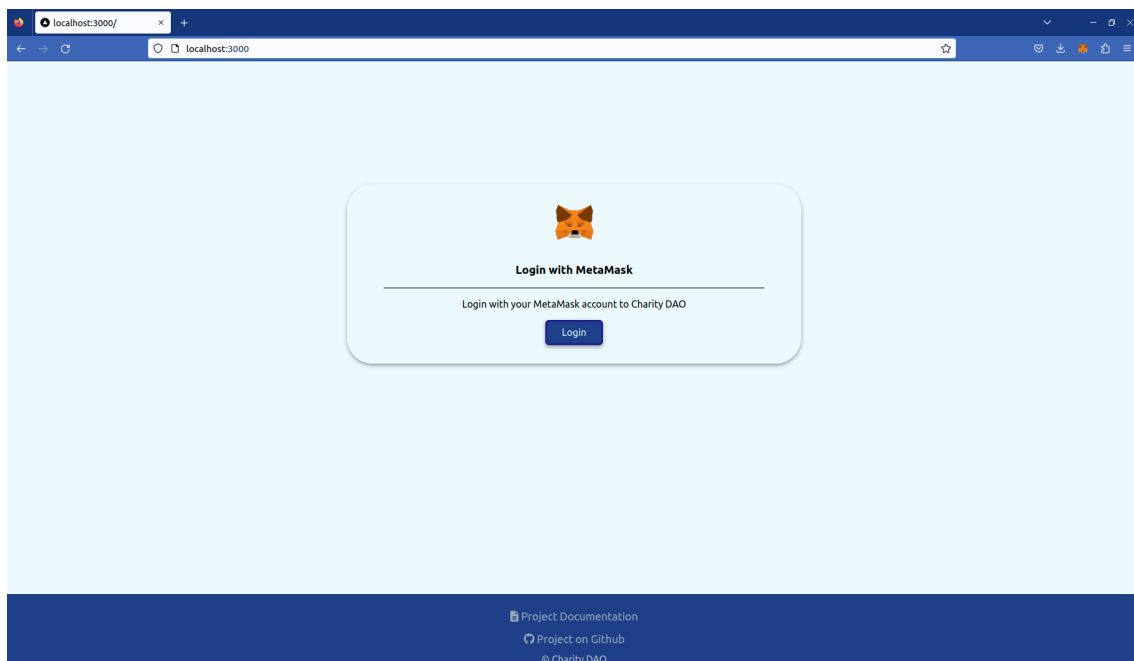 localhost:3000/
localhost:3000
Login with MetaMask
Login with your MetaMask account to Charity DAO
Login
Project Documentation
Project on Github
© Charity DAO